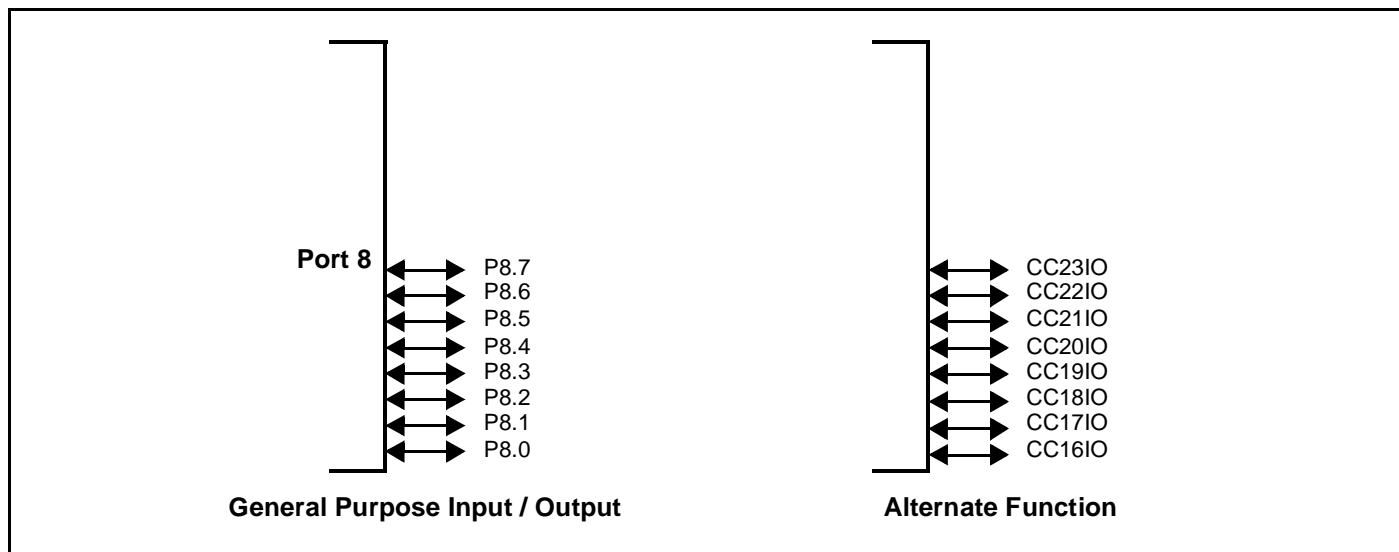 Port 8
P8.7
P8.6
P8.5
P8.4
P8.3
P8.2
P8.1
P8.0
General Purpose Input / Output
CC23IO
CC22IO
CC21IO
CC20IO
CC19IO
CC18IO
CC17IO
CC16IO
Alternate Function